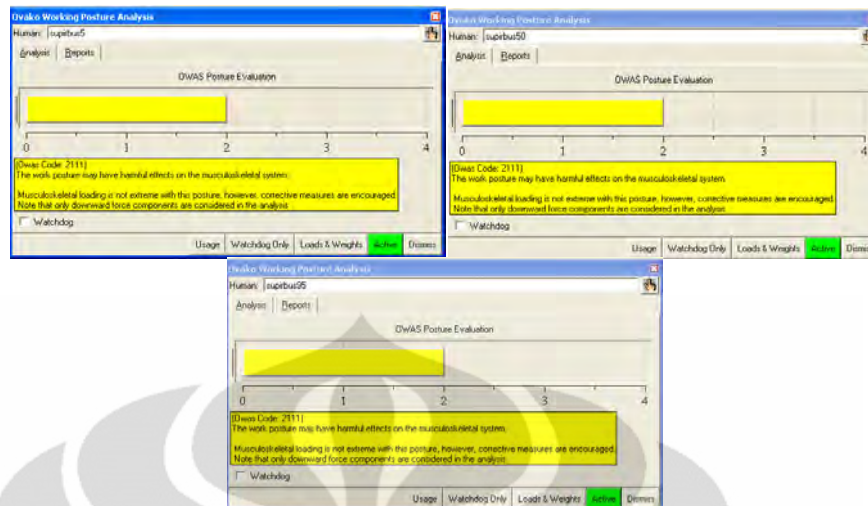 Ovako Working Posture Analysis
Human: supirbus5
Analysis Reports
OWAS Posture Evaluation
0 1 2 3 4
(Owas Code: 2111)
The work posture may have harmful effects on the musculoskeletal system.
Musculoskeletal loading is not extreme with this posture, however, corrective measures are encouraged.
Note that only downward force components are considered in the analysis
Watchdog
Usage Watchdog Only Loads & Weights Active Dismiss
Ovako Working Posture Analysis
Human: supirbus50
Analysis Reports
OWAS Posture Evaluation
0 1 2 3 4
(Owas Code: 2111)
The work posture may have harmful effects on the musculoskeletal system.
Musculoskeletal loading is not extreme with this posture, however, corrective measures are encouraged.
Note that only downward force components are considered in the analysis
Watchdog
Usage Watchdog Only Loads & Weights Active Dismiss
Ovako Working Posture Analysis
Human: supirbus95
Analysis Reports
OWAS Posture Evaluation
0 1 2 3 4
(Owas Code: 2111)
The work posture may have harmful effects on the musculoskeletal system.
Musculoskeletal loading is not extreme with this posture, however, corrective measures are encouraged.
Note that only downward force components are considered in the analysis
Watchdog
Usage Watchdog Only Loads & Weights Active Dismiss